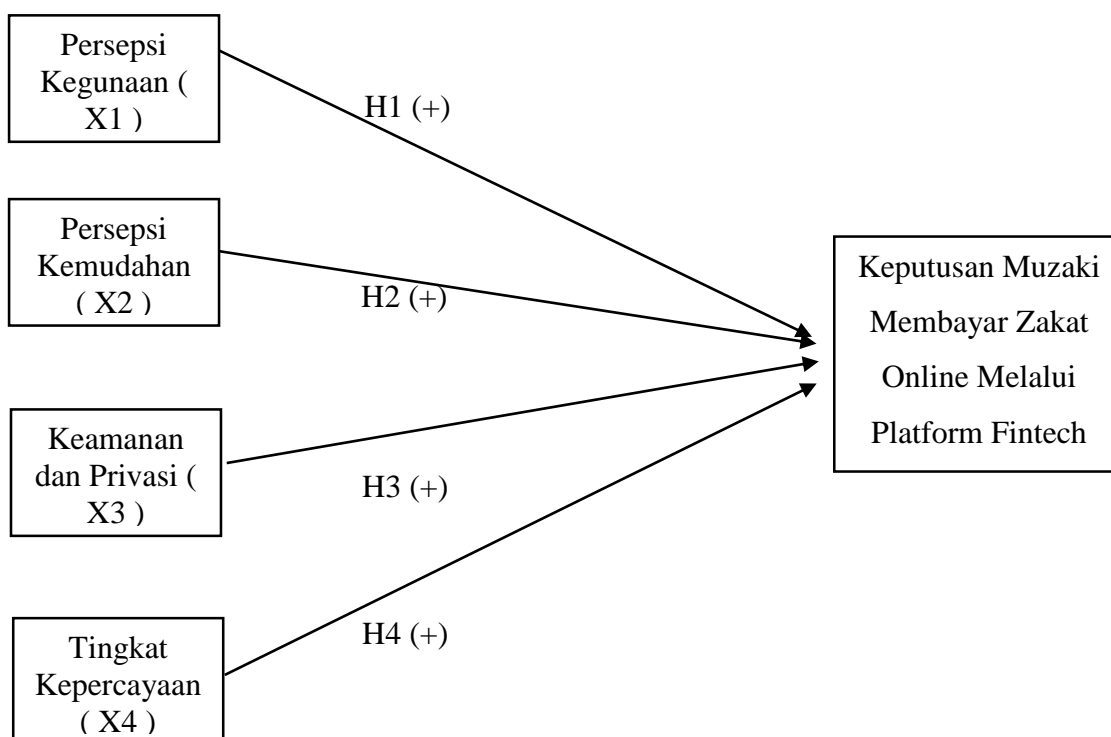 Persepsi
Kegunaan (
X1 )
H1 (+)
Persepsi
Kemudahan
( X2 )
H2 (+)
Keputusan Muzaki
Membayar Zakat
Online Melalui
Platform Fintech
Keamanan
dan Privasi (
X3 )
H3 (+)
Tingkat
Kepercayaan
( X4 )
H4 (+)